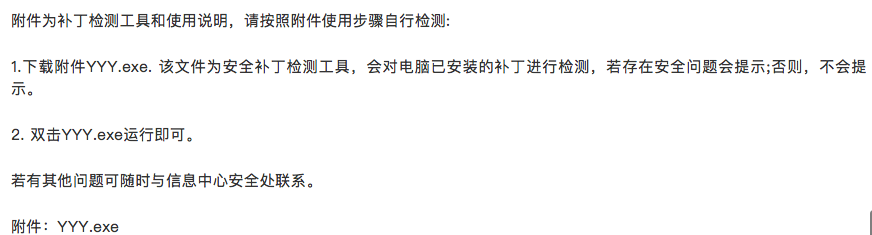 附件为补丁检测工具和使用说明，请按照附件使用步骤自行检测:
1.下载附件YYY.exe. 该文件为安全补丁检测工具，会对电脑已安装的补丁进行检测，若存在安全问题会提示;否则，不会提
示。
2. 双击YYY.exe运行即可。
若有其他问题可随时与信息中心安全处联系。
附件：YYY.exe